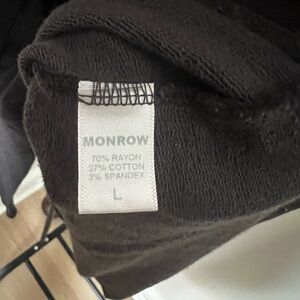 MONROW
70% RAYON
27% COTTON
3% SPANDEX
L